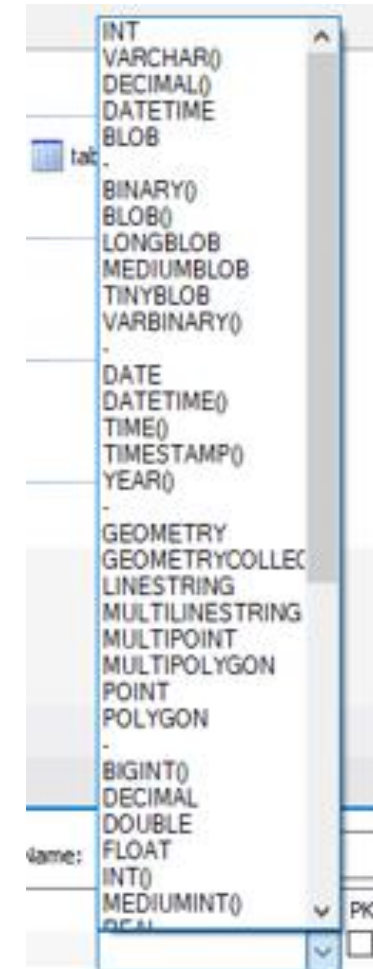 INT
VARCHAR()
DECIMAL()
DATETIME
BLOB
-
BINARY()
BLOB()
LONGBLOB
MEDIUMBLOB
TINYBLOB
VARBINARY()
-
DATE
DATETIME()
TIME()
TIMESTAMP()
YEAR()
-
GEOMETRY
GEOMETRYCOLLEC
LINESTRING
MULTILINESTRING
MULTIPOINT
MULTIPOLYGON
POINT
POLYGON
-
BIGINT()
DECIMAL
DOUBLE
FLOAT
INT()
MEDIUMINT()
REAL
tab
Name:
PK